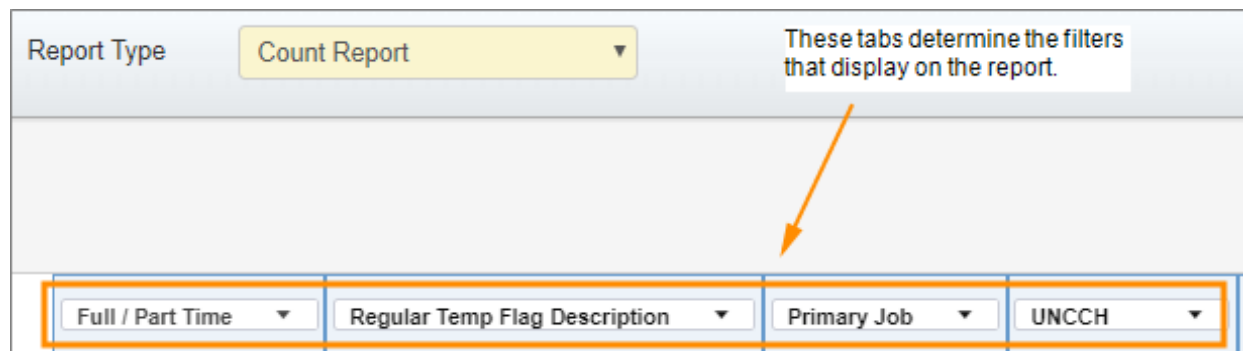 Report Type
Count Report
These tabs determine the filters
that display on the report.
Full / Part Time
Regular Temp Flag Description
Primary Job
UNCCH